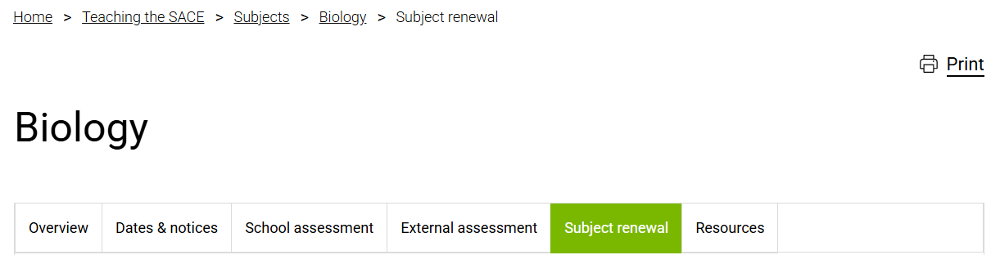 Home > Teaching the SACE > Subjects > Biology > Subject renewal
Print
Biology
Overview Dates & notices School assessment External assessment Subject renewal Resources